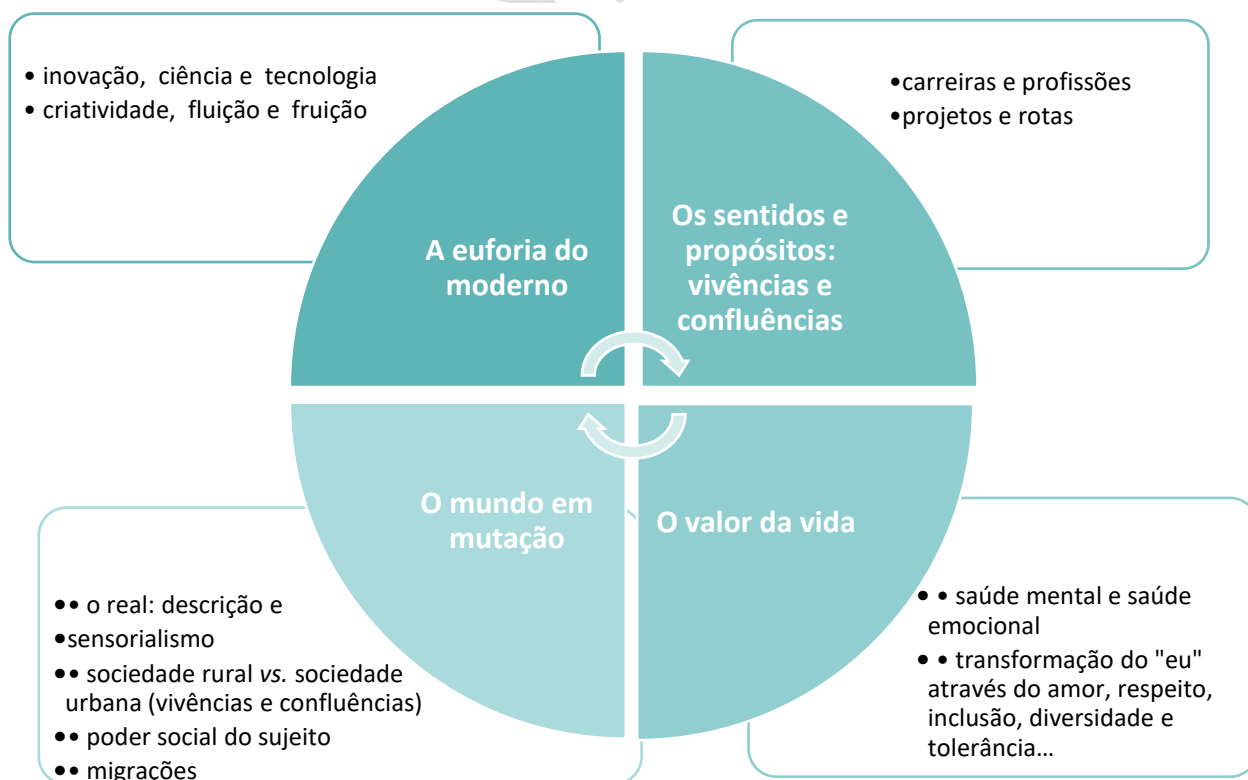 • inovação, ciência e tecnologia
• criatividade, fluição e fruição
•carreiras e profissões
•projetos e rotas
A euforia do
moderno
Os sentidos e
propósitos:
vivências e
confluências
O mundo em
mutação
O valor da vida
•• o real: descrição e
•sensorialismo
•• sociedade rural vs. sociedade
urbana (vivências e confluências)
•• poder social do sujeito
•• migrações
• • saúde mental e saúde
emocional
• • transformação do "eu"
através do amor, respeito,
inclusão, diversidade e
tolerância...